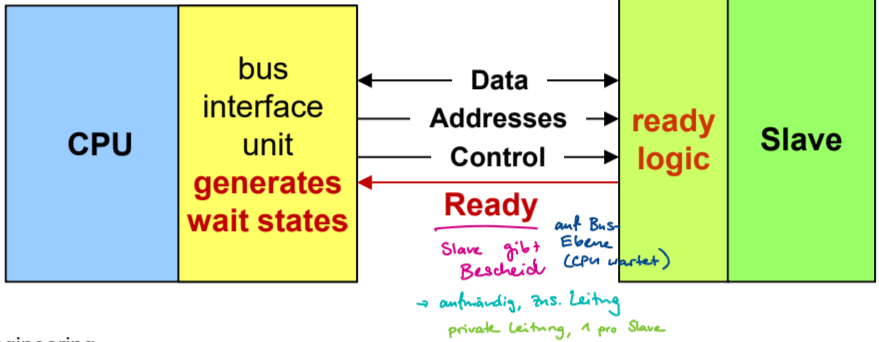 CPU
bus
interface
unit
generates
wait states
Data
Addresses
Control
Ready
ready
logic
Slave
Slave gibt
Bescheid
auf Bus-
Ebene
(CPU wartet)
→ aufwändig, zus. Leitung
private Leitung, 1 pro Slave
gineering